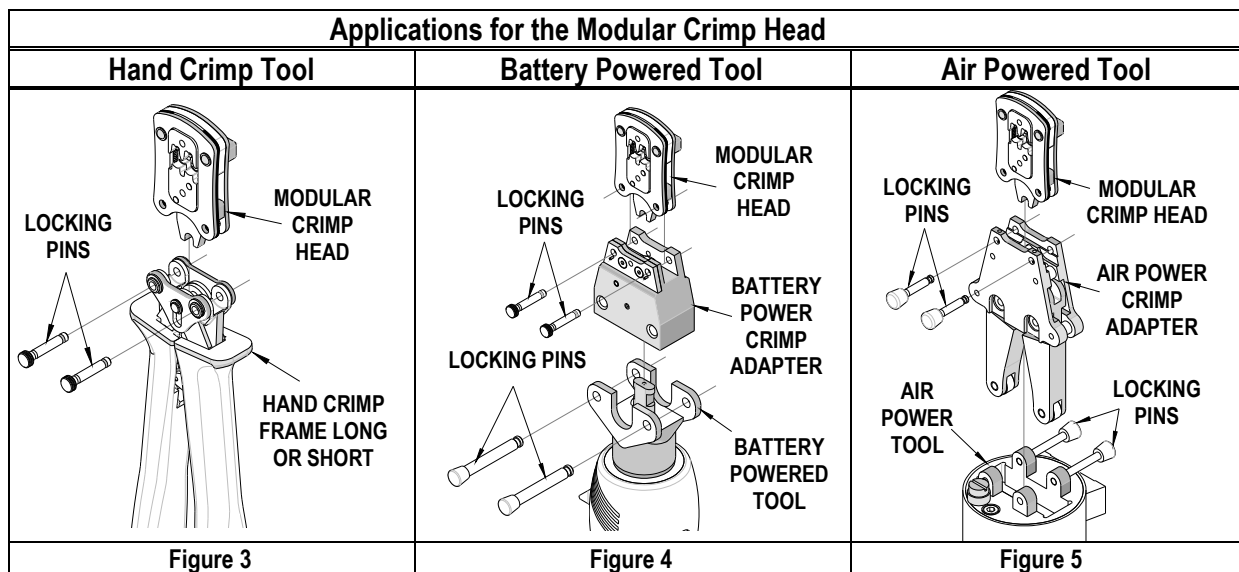 Applications for the Modular Crimp Head
Hand Crimp Tool
Battery Powered Tool
Air Powered Tool
MODULAR
CRIMP
HEAD
LOCKING
PINS
HAND CRIMP
FRAME LONG
OR SHORT
MODULAR
CRIMP
HEAD
LOCKING
PINS
BATTERY
POWER
CRIMP
ADAPTER
LOCKING PINS
BATTERY
POWERED
TOOL
LOCKING
PINS
MODULAR
CRIMP HEAD
AIR POWER
CRIMP
ADAPTER
AIR
POWER
TOOL
LOCKING
PINS
Figure 3
Figure 4
Figure 5